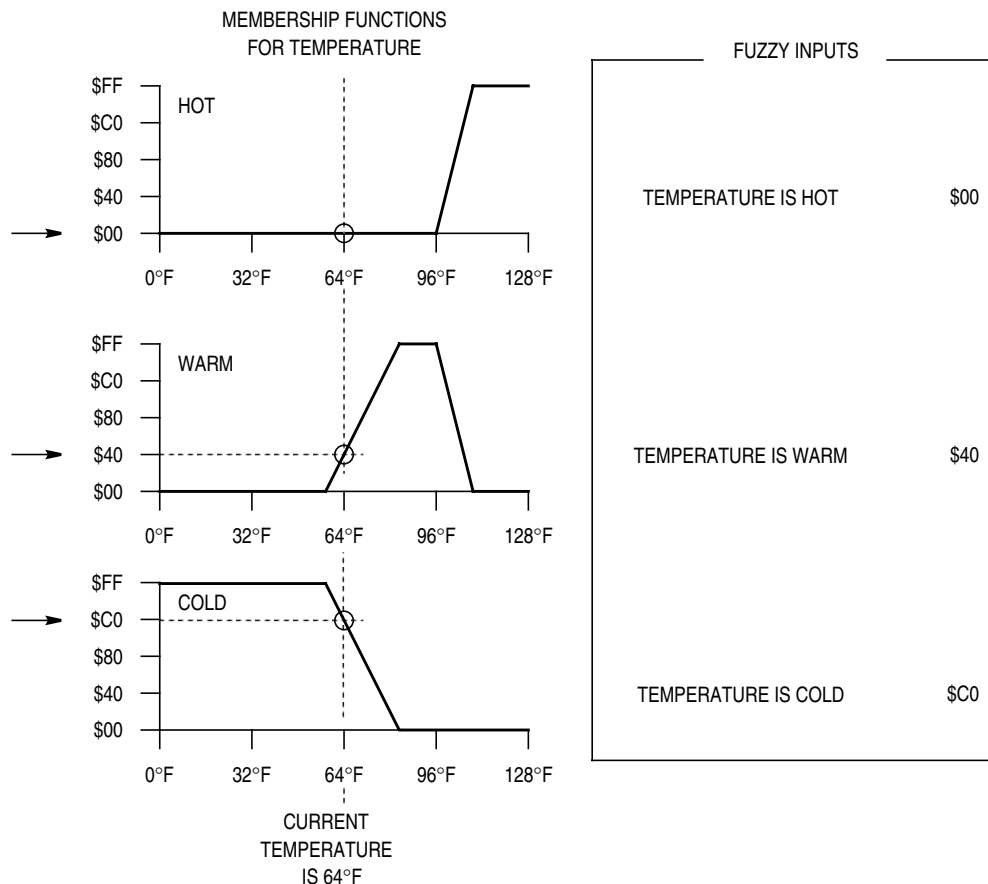 MEMBERSHIP FUNCTIONS
FOR TEMPERATURE
FUZZY INPUTS
$FF
HOT
$C0
$80
$40
$00
0°F 32°F 64°F 96°F 128°F
TEMPERATURE IS HOT $00
$FF
WARM
$C0
$80
$40
$00
0°F 32°F 64°F 96°F 128°F
TEMPERATURE IS WARM $40
$FF
COLD
$C0
$80
$40
$00
0°F 32°F 64°F 96°F 128°F
TEMPERATURE IS COLD $C0
CURRENT
TEMPERATURE
IS 64°F